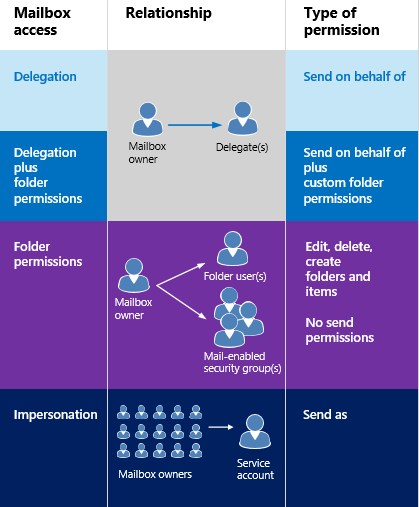 Mailbox
access
Relationship
Type of
permission
Delegation
Send on behalf of
Mailbox
owner
Delegate(s)
Delegation
plus
folder
permissions
Send on behalf of
plus
custom folder
permissions
Folder
permissions
Mailbox
owner
Folder user(s)
Mail-enabled
security group(s)
Edit, delete,
create
folders and
items
No send
permissions
Impersonation
Mailbox owners
Service
account
Send as